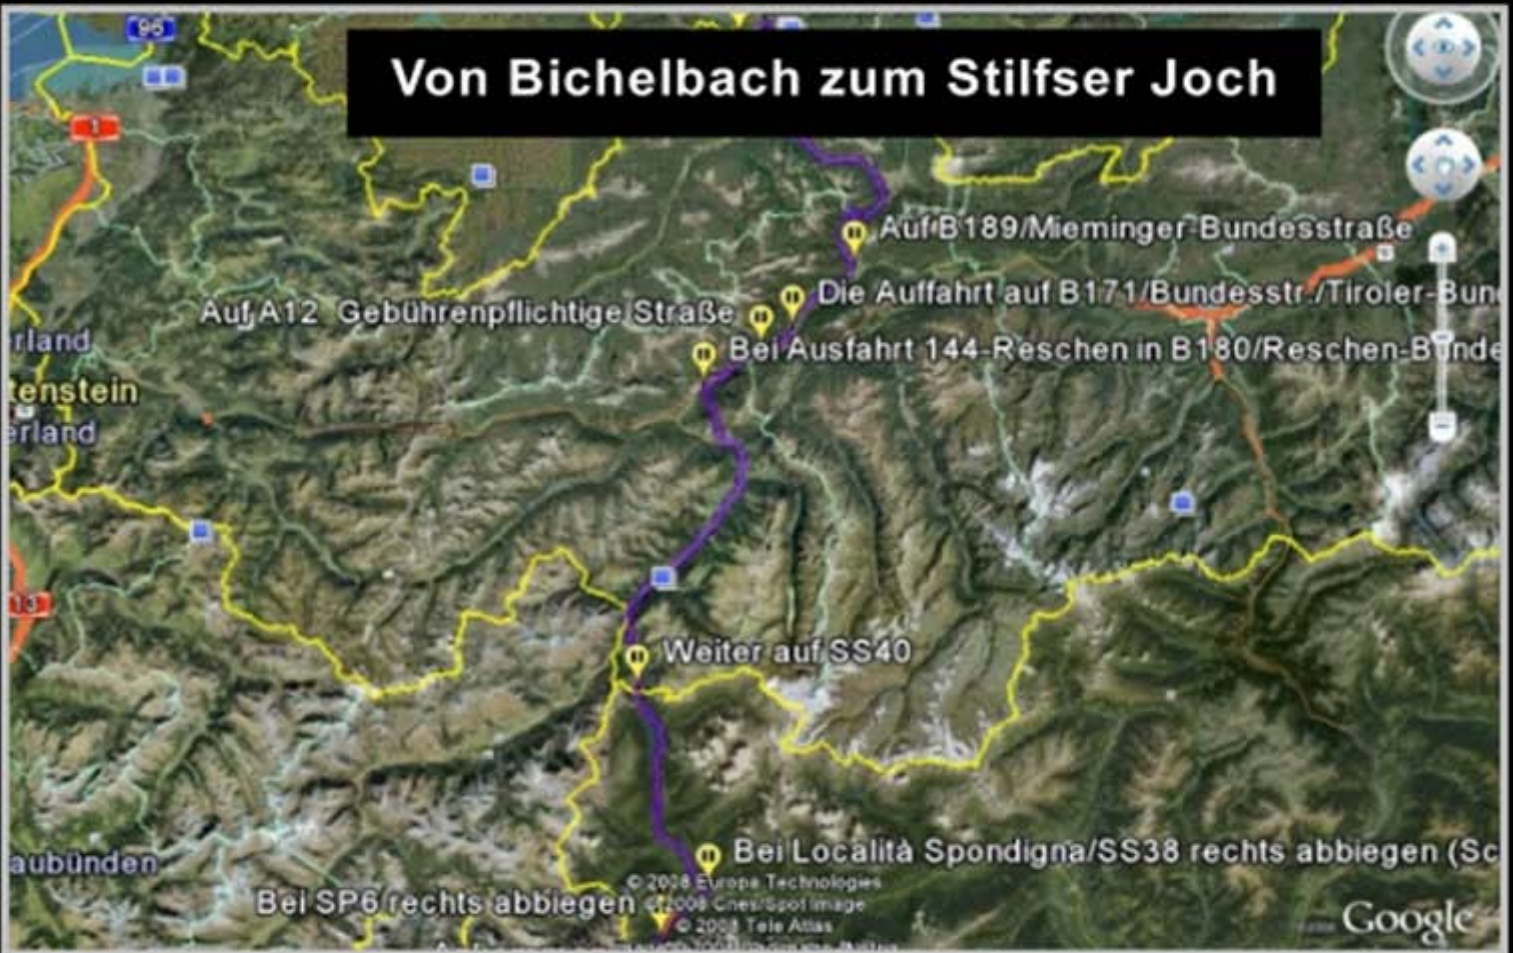 96
Von Bichelbach zum Stilfser Joch
1
Auf B189/Mieminger-Bundesstraße
Die Auffahrt auf B171/Bundesstr./Tiroler-Bun
Auf A12 Gebührenpflichtige Straße
rland
Bei Ausfahrt 144-Reschen in B180/Reschen-Bunde
tenstein
erland
13
Weiter auf SS40
Bei Località Spondigna/SS38 rechts abbiegen (Sc
aubünden
© 2008 Europa Technologies
Bei SP6 rechts abbiegen
© 2008 Cnes/Spot Image
© 2008 Tele Atlas
Google